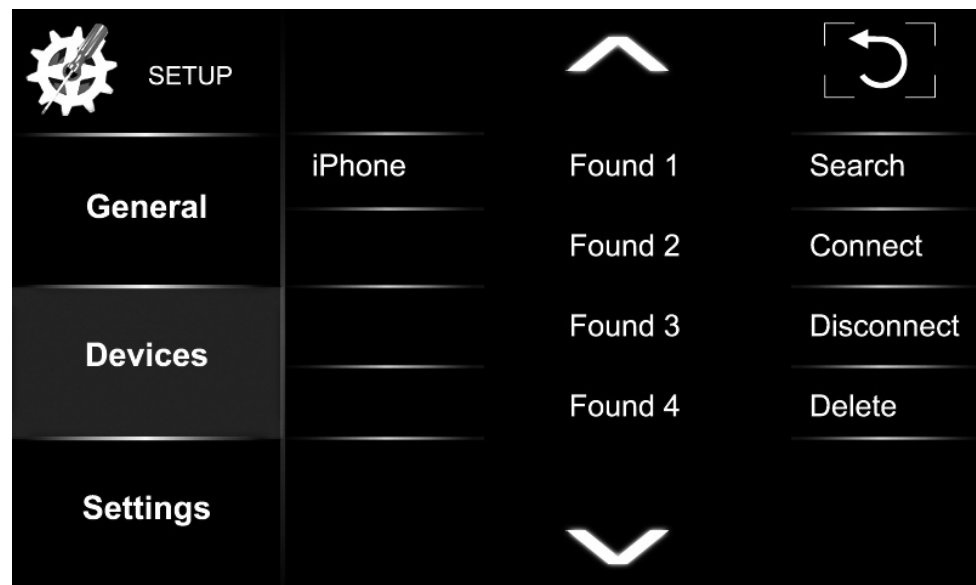 SETUP
General
Devices
Settings
iPhone
Found 1
Found 2
Found 3
Found 4
Search
Connect
Disconnect
Delete